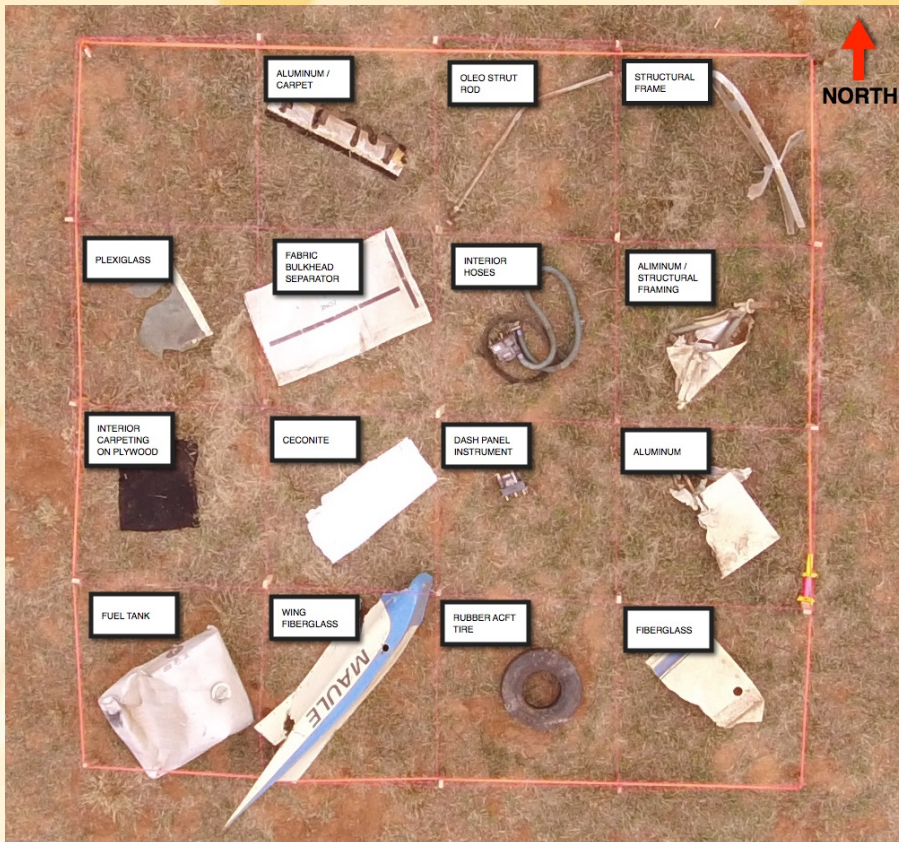 NORTH
ALUMINUM /
CARPET
OLEO STRUT
ROD
STRUCTURAL
FRAME
PLEXIGLASS
FABRIC
BULKHEAD
SEPARATOR
INTERIOR
HOSES
ALIMINUM /
STRUCTURAL
FRAMING
INTERIOR
CARPETING
ON PLYWOOD
CECONITE
DASH PANEL
INSTRUMENT
ALUMINUM
FUEL TANK
WING
FIBERGLASS
RUBBER ACFT
TIRE
FIBERGLASS
MAULE